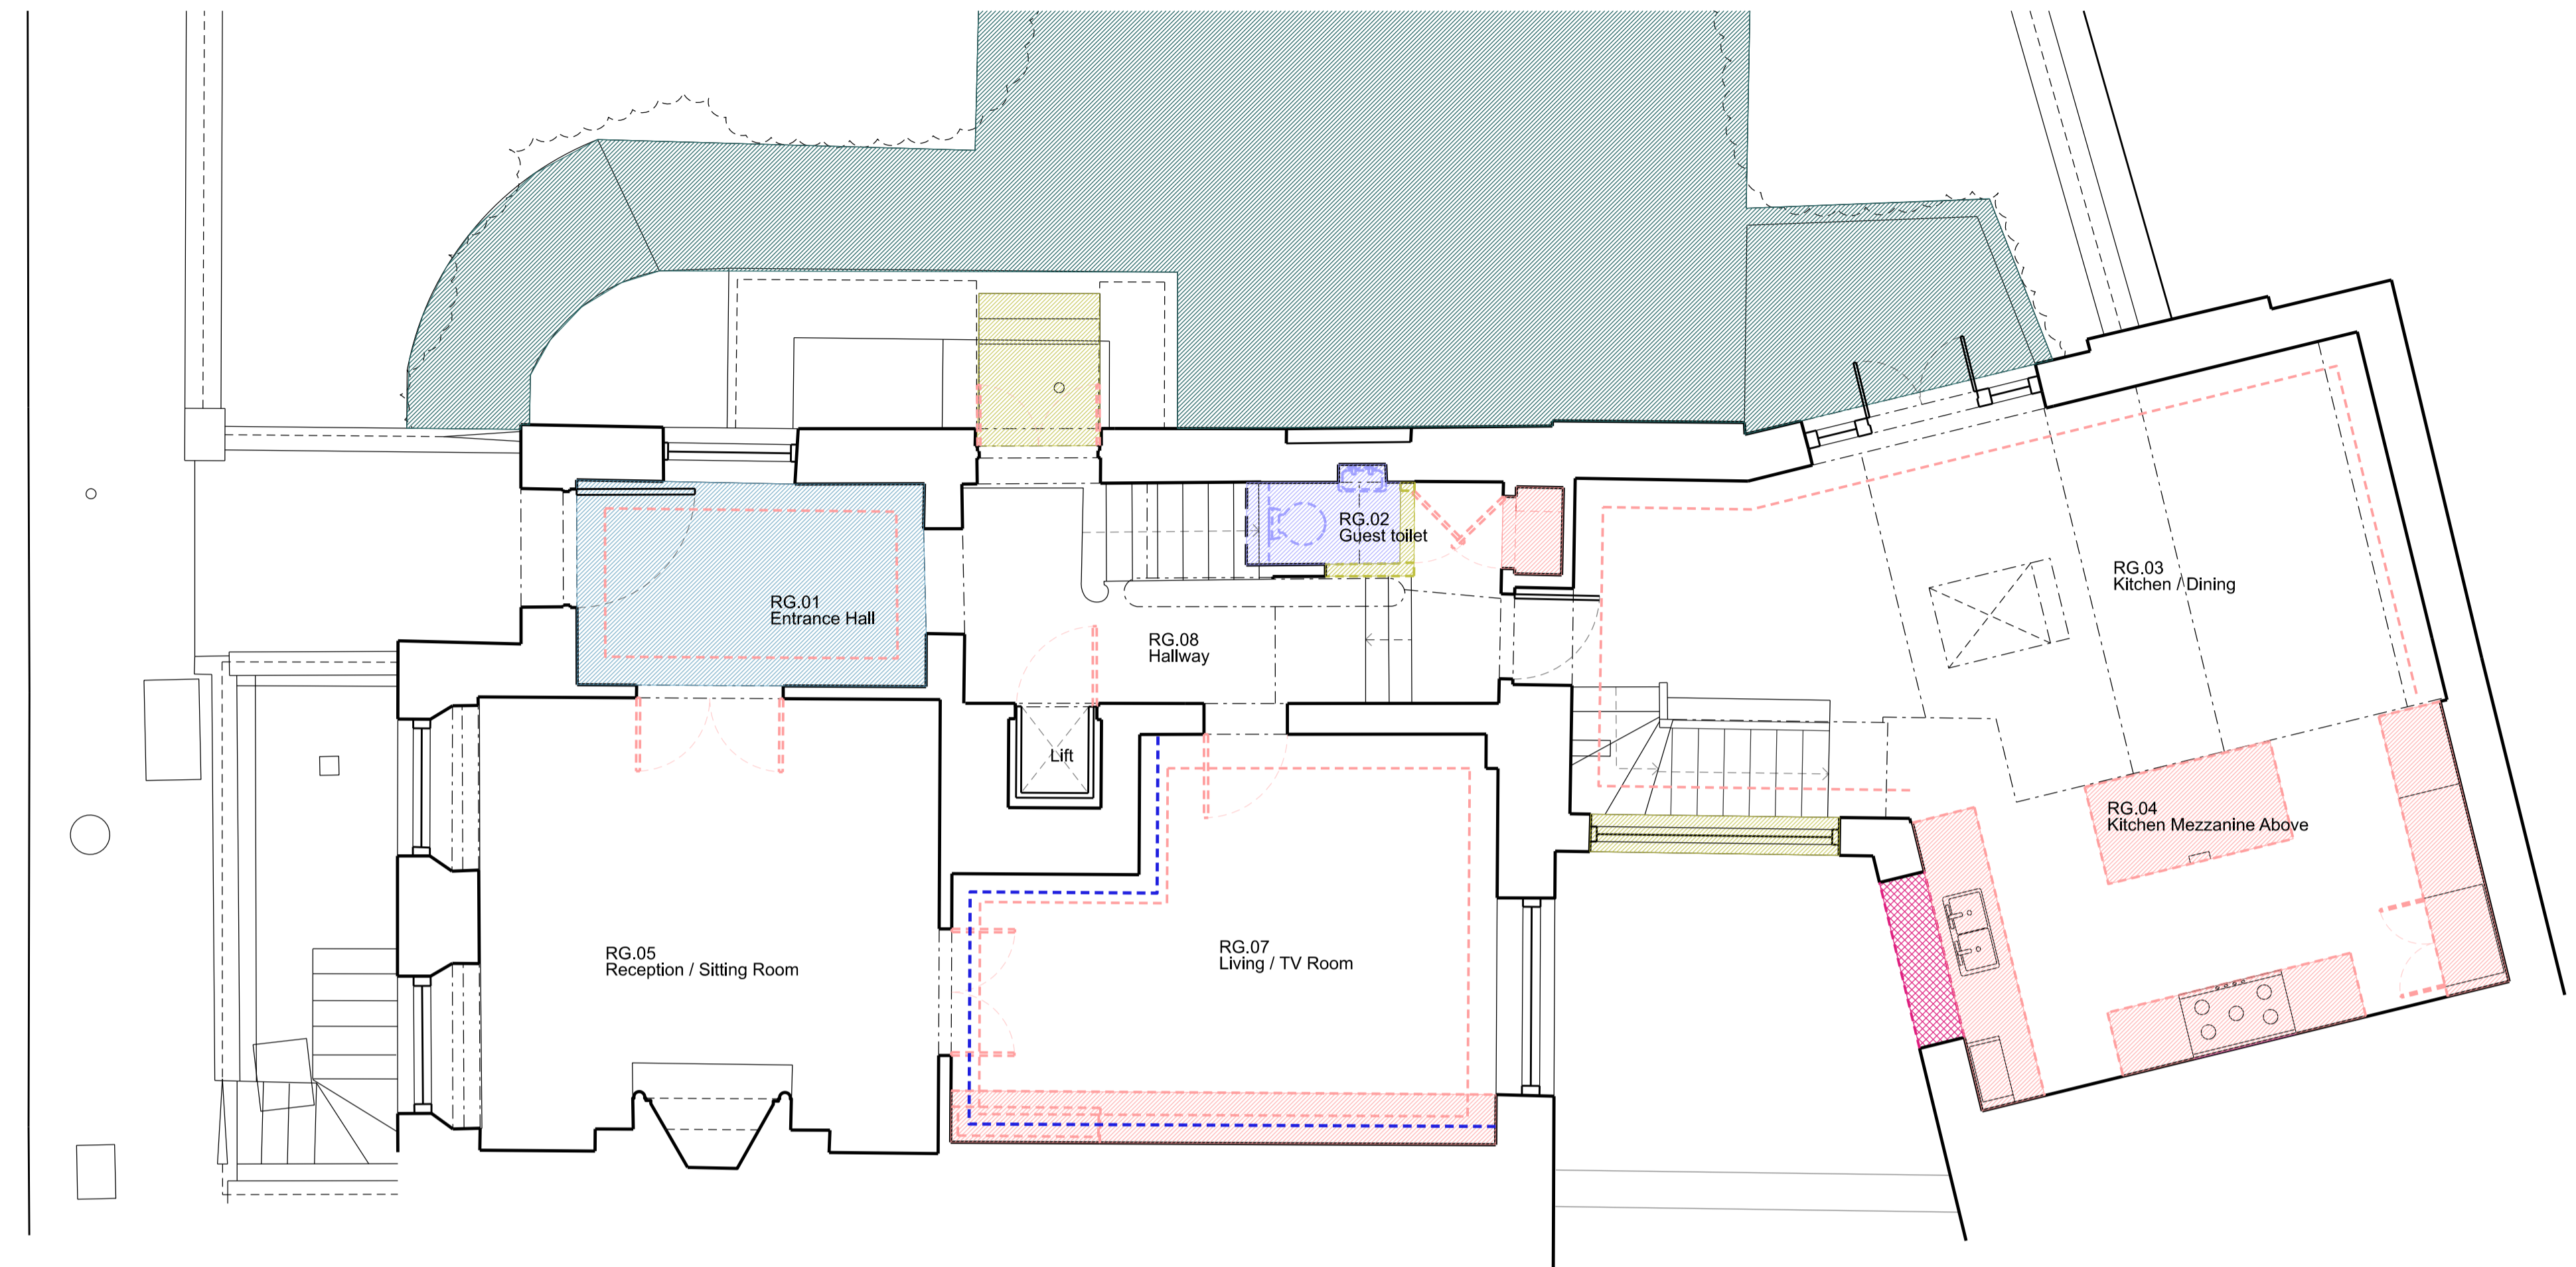 RG.02
Guest toilet
RG.03
Kitchen / Dining
RG.01
Entrance Hall
RG.08
Hallway
Lift
RG.04
Kitchen Mezzanine Above
RG.05
Reception / Sitting Room
RG.07
Living / TV Room